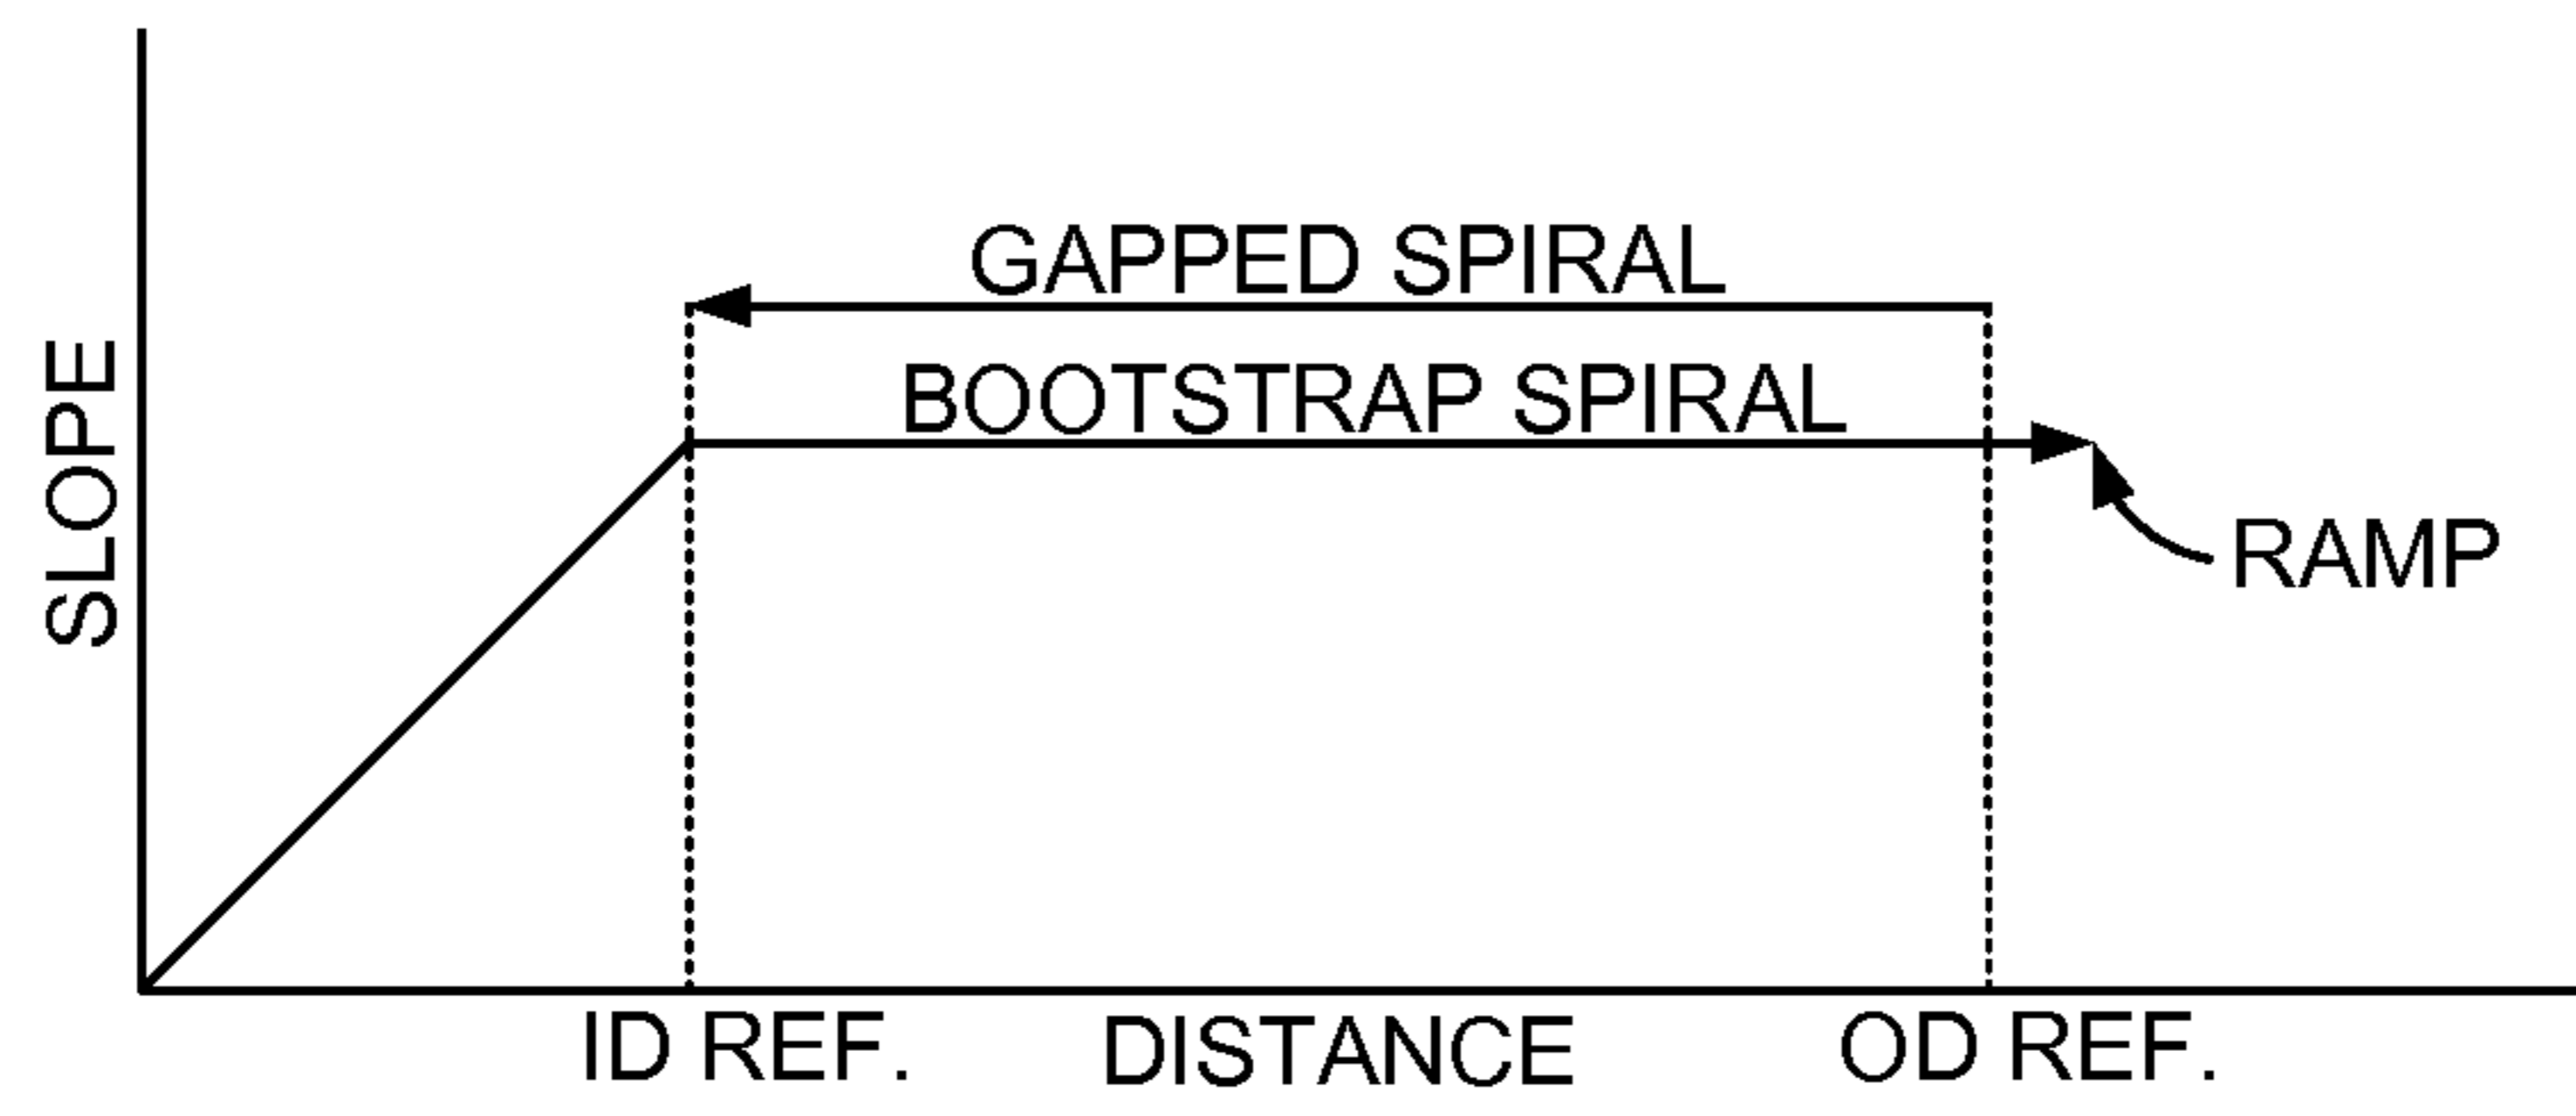 SLOPE
GAPPED SPIRAL
BOOTSTRAP SPIRAL
RAMP
ID REF.
DISTANCE
OD REF.